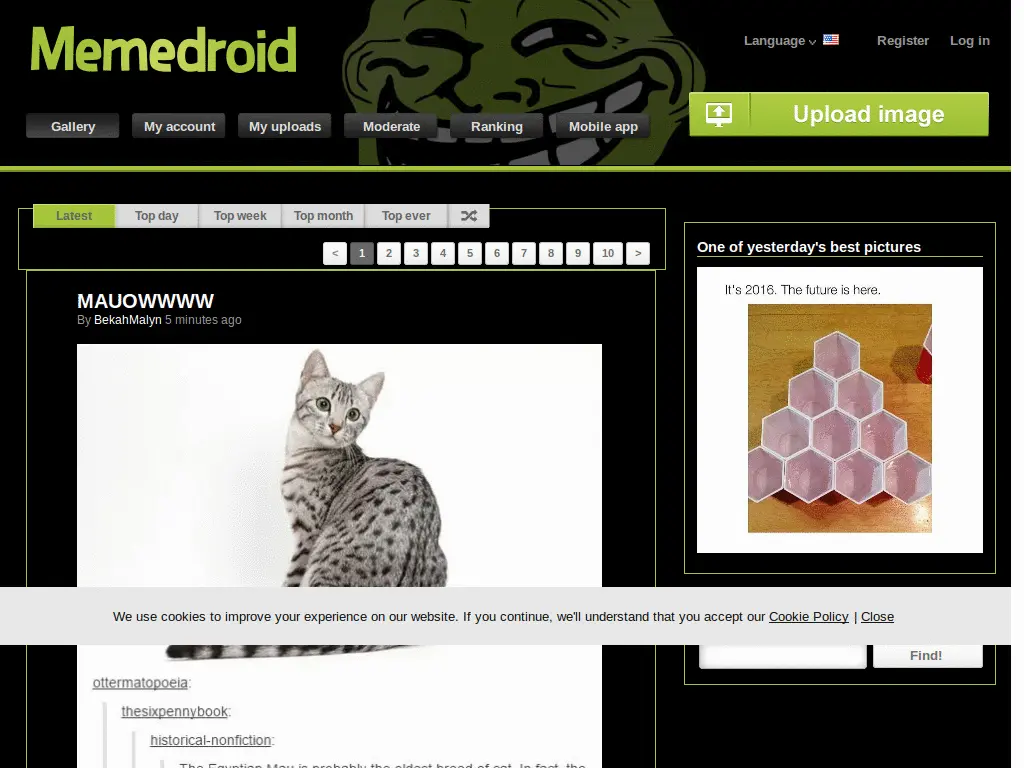 Memedroid
Language Register Log in
Upload image
Gallery My account My uploads Moderate Ranking Mobile app
Latest Top day Top week Top month Top ever
< 1 2 3 4 5 6 7 8 9 10 >
MAUOWWWW
By BekahMalyn 5 minutes ago
ottermatopoeia:
thesixpennybook:
historical-nonfiction:
The Egyptian Mau is probably the oldest breed of cat. In fact, the
One of yesterday's best pictures
It's 2016. The future is here.
Find!
We use cookies to improve your experience on our website. If you continue, we'll understand that you accept our Cookie Policy | Close